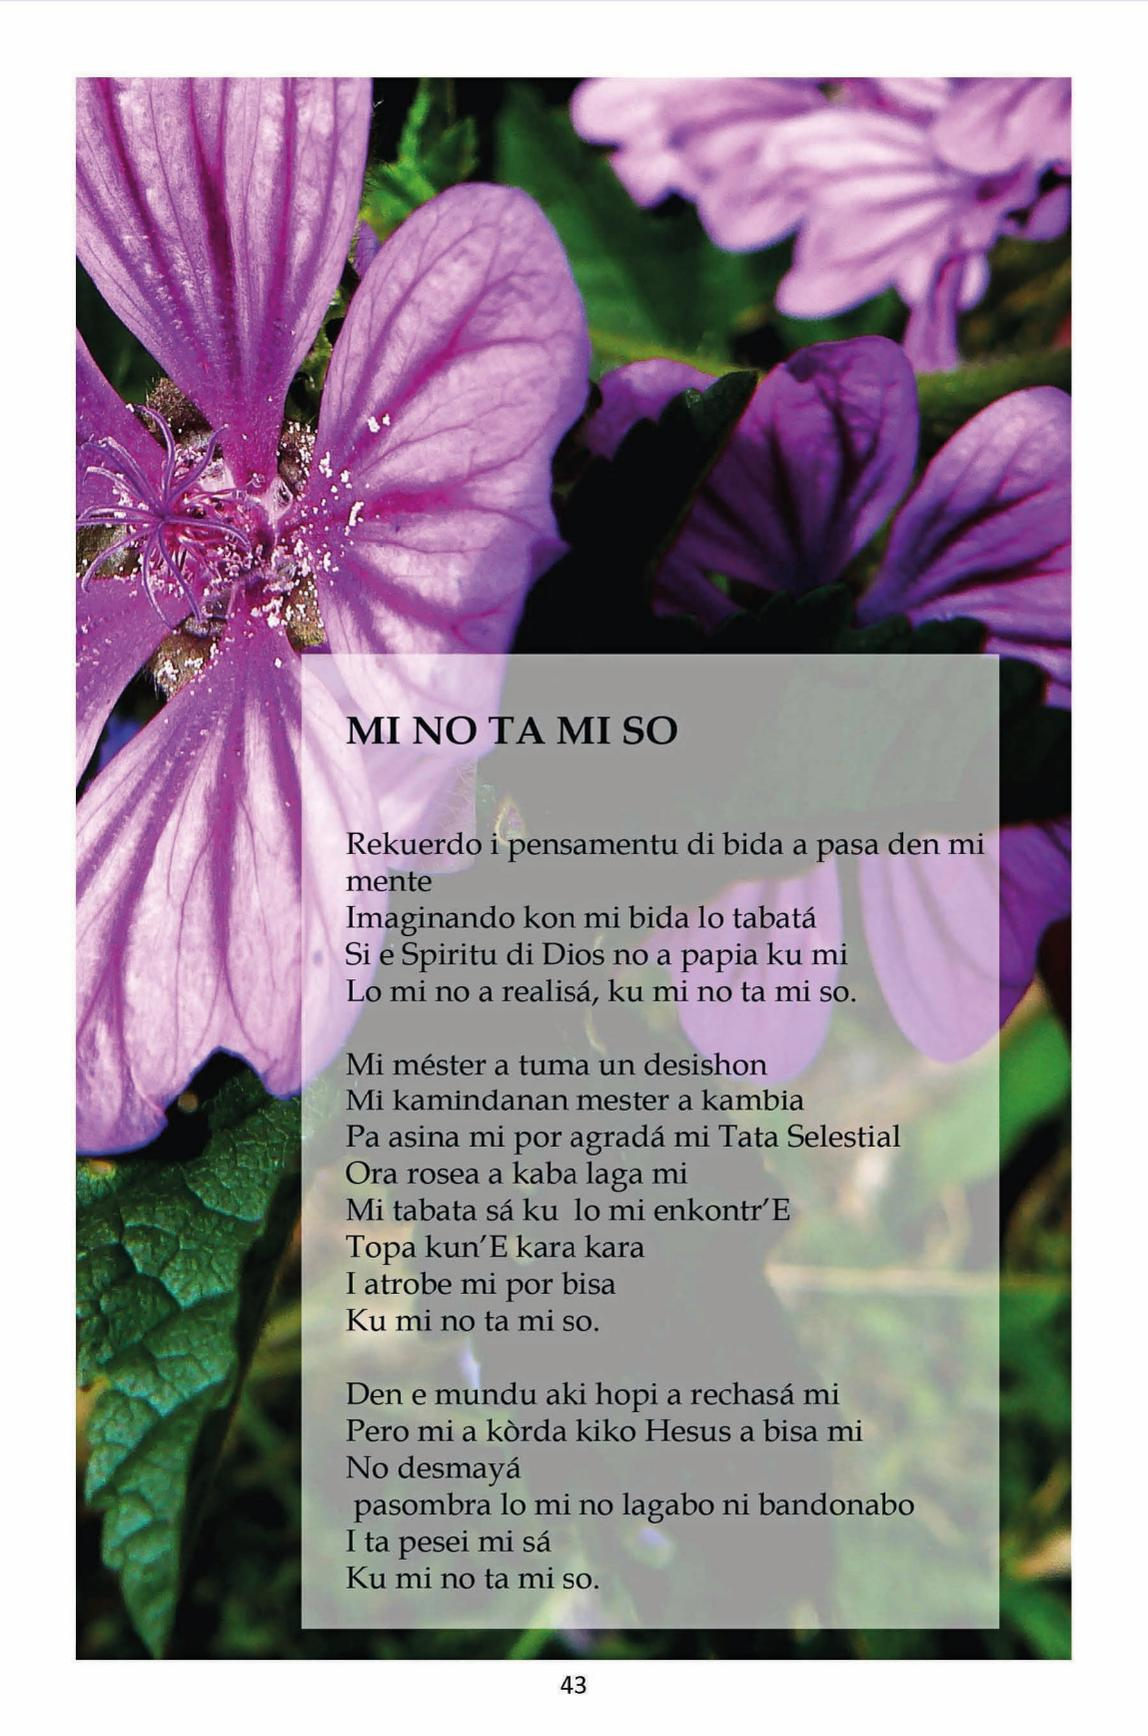 MI NO TA MI SO
Rekuerdo i pensamentu di bida a pasa den mi
mente
Imaginando kon mi bida lo tabatá
Si e Spiritu di Dios no a papia ku mi
Lo mi no a realisá, ku mi no ta mi so.
Mi méster a tuma un desishon
Mi kamindanan mester a kambia
Pa asina mi por agradá mi Tata Selestial
Ora rosea a kaba laga mi
Mi tabata sá ku  lo mi enkontr’E
Topa kun’E kara kara
I atrobe mi por bisa
Ku mi no ta mi so.
Den e mundu aki hopi a rechasá mi
Pero mi a kòrda kiko Hesus a bisa mi
No desmayá
pasombra lo mi no lagabo ni bandonabo
I ta pesei mi sá
Ku mi no ta mi so.
43